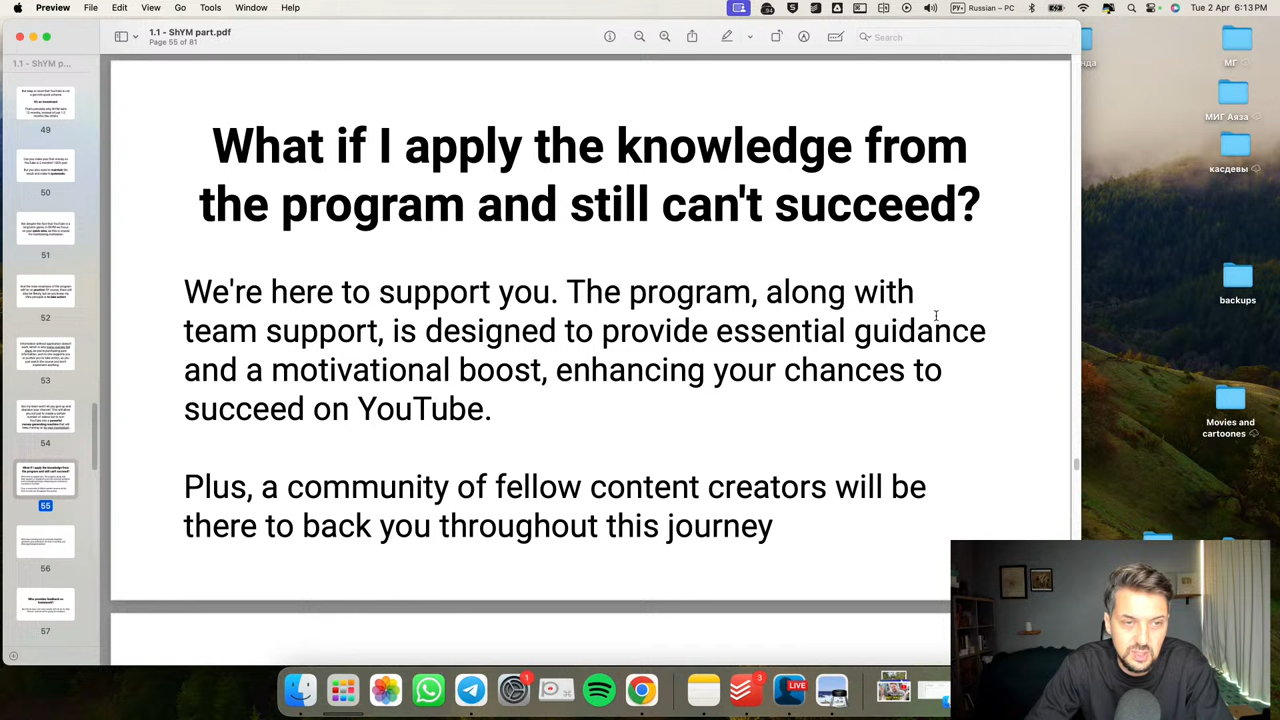 Preview File Edit View Go Tools Window Help
Russian – PC
Tue 2 Apr 6:13 PM
1.1 - ShYM part.pdf
Page 55 of 81
Search
1.1 - ShYM p...
49
50
51
52
53
54
55
56
57
What if I apply the knowledge from
the program and still can't succeed?
We're here to support you. The program, along with
team support, is designed to provide essential guidance
and a motivational boost, enhancing your chances to
succeed on YouTube.
Plus, a community of fellow content creators will be
there to back you throughout this journey
МГ
МИГ Аяза
касдевы
backups
Movies and
cartoones
1
3
LIVE